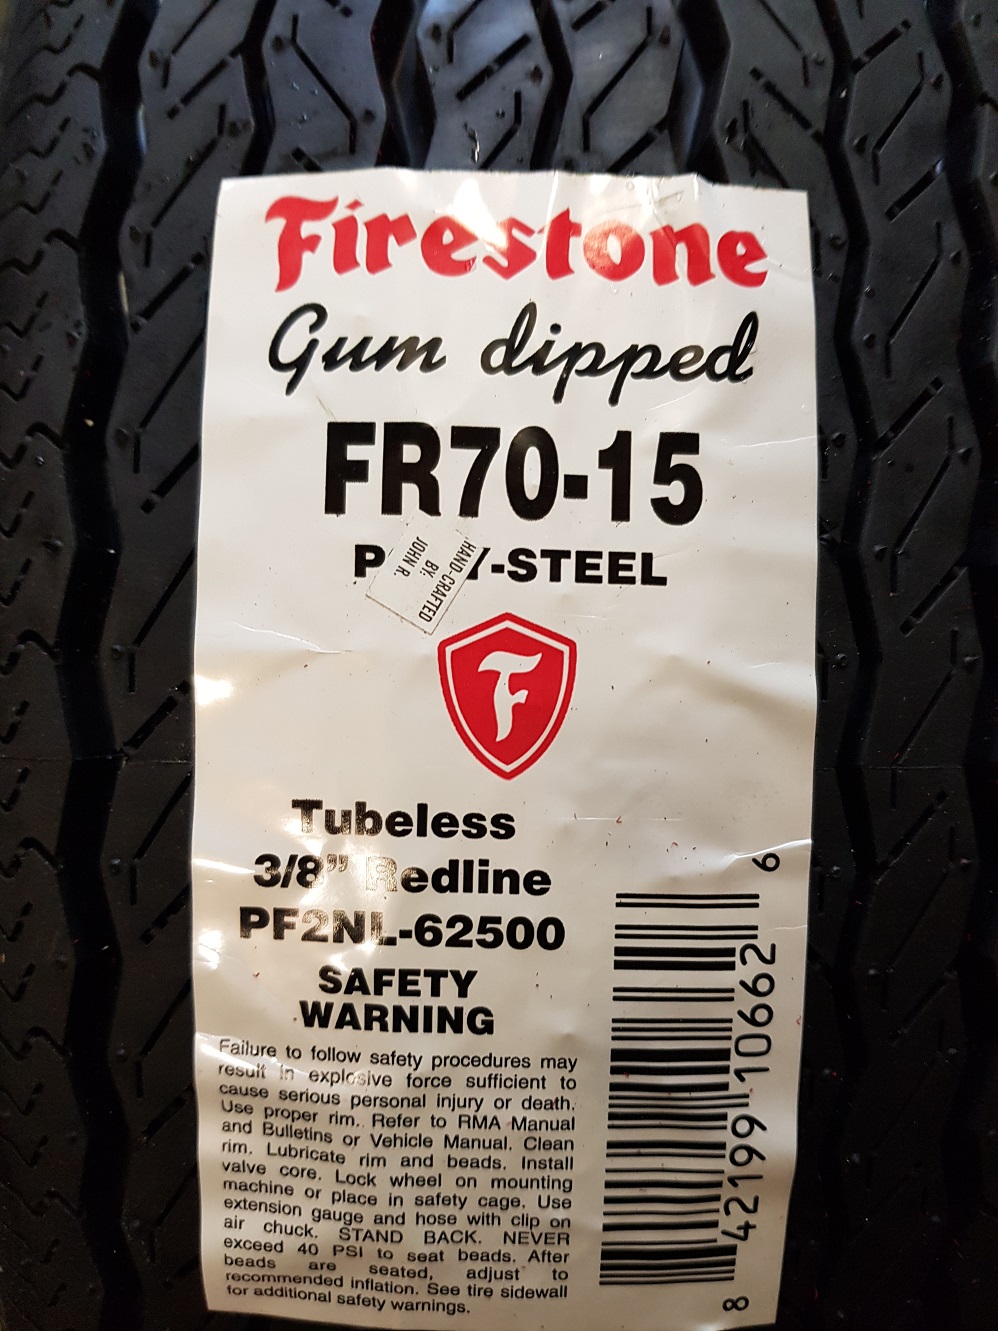 Firestone
Gum dipped
FR70-15
P Y-STEEL
HAND-CRAFTED
BY:
JOHN R.
F
Tubeless
3/8” Redline
PF2NL-62500
SAFETY
WARNING
Failure to follow safety procedures may
result in explosive force sufficient to
cause serious personal injury or death.
Use proper rim. Refer to RMA Manual
and Bulletins or Vehicle Manual. Clean
rim. Lubricate rim and beads. Install
valve core. Lock wheel on mounting
machine or place in safety cage. Use
extension gauge and hose with clip on
air chuck. STAND BACK. NEVER
exceed 40 PSI to seat beads. After
beads are seated, adjust to
recommended inflation. See tire sidewall
for additional safety warnings.
8 42199 10662 6